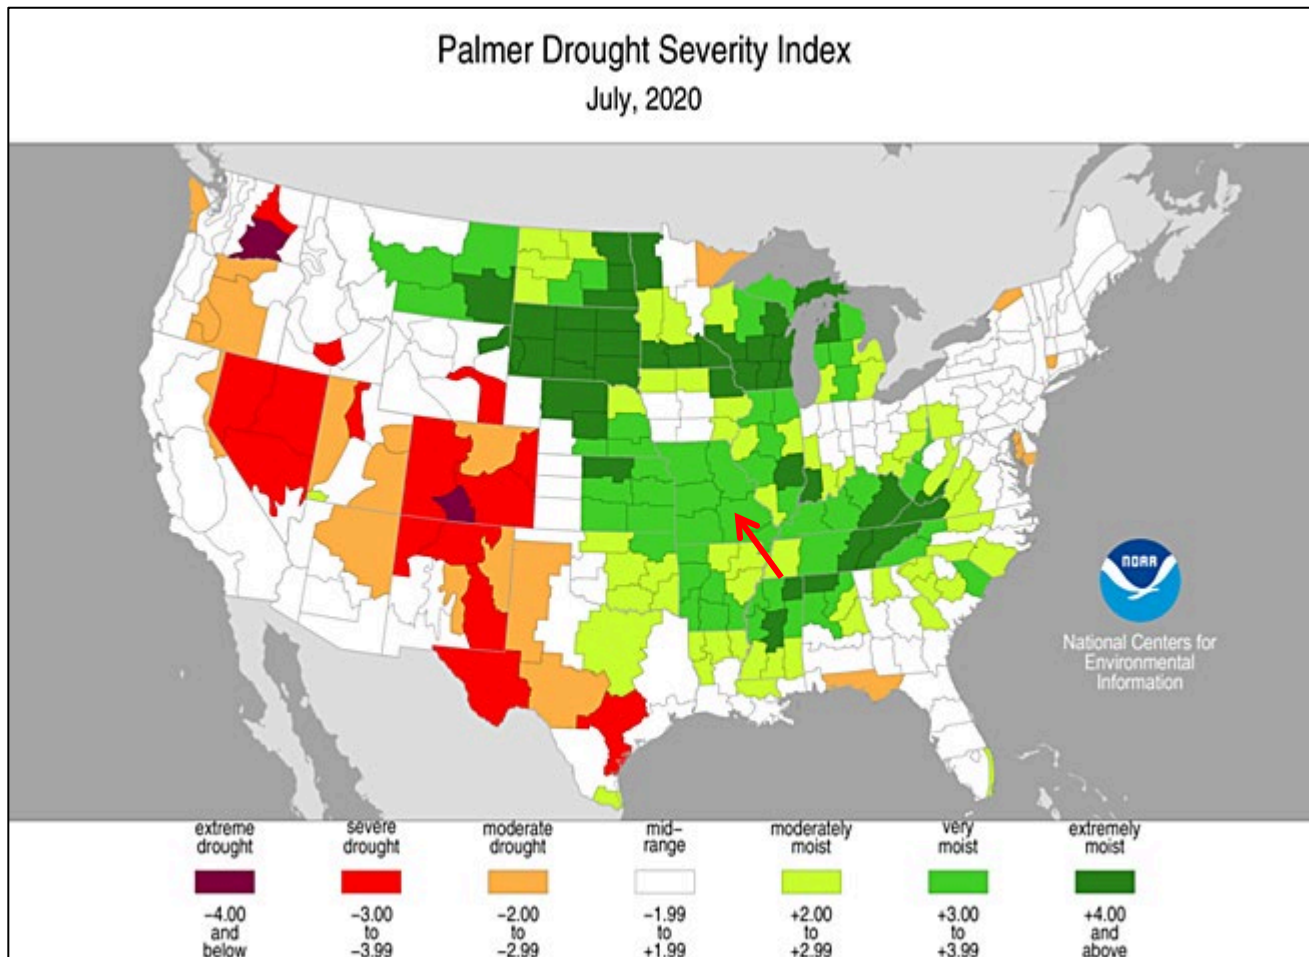 Palmer Drought Severity Index
July, 2020
NOAA
National Centers for
Environmental
Information
extreme
drought
severe
drought
moderate
drought
mid-
range
moderately
moist
very
moist
extremely
moist
-4.00
and
below
-3.00
to
-3.99
-2.00
to
-2.99
-1.99
to
+1.99
+2.00
to
+2.99
+3.00
to
+3.99
+4.00
and
above